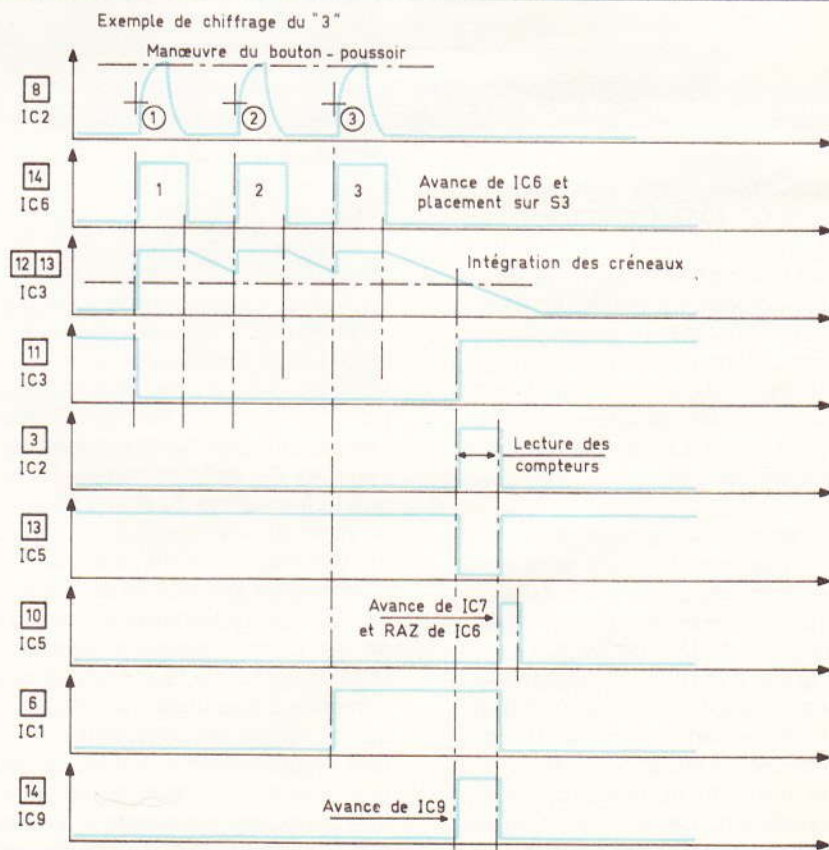 Exemple de chiffrage du "3"
Manœuvre du bouton-poussoir
8
IC2
1 2 3
14
IC6
1 2 3
Avance de IC6 et
placement sur S3
12 13
IC3
Intégration des créneaux
11
IC3
3
IC2
Lecture des
compteurs
13
IC5
10
IC5
Avance de IC7
et RAZ de IC6
6
IC1
14
IC9
Avance de IC9